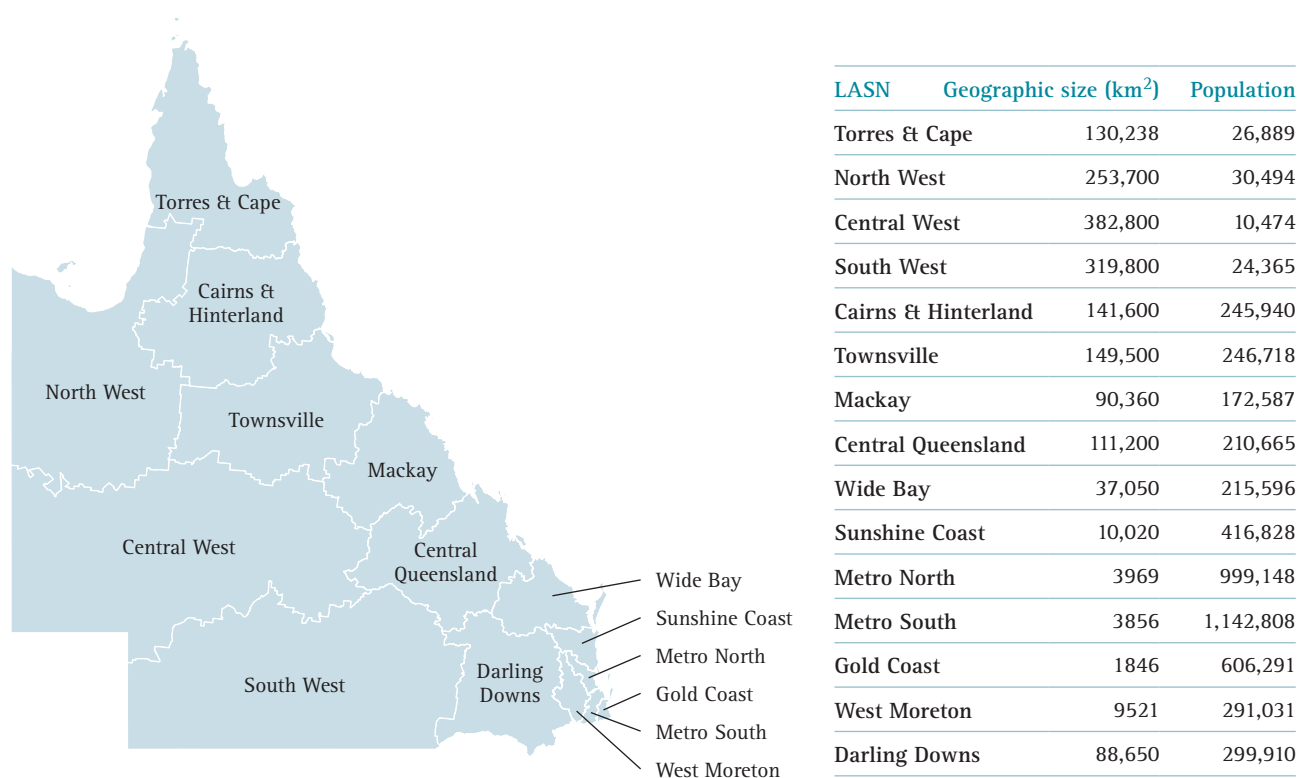 Torres & Cape
Cairns &
Hinterland
North West
Townsville
Mackay
Central West
Central
Queensland
South West
Darling
Downs
Wide Bay
Sunshine Coast
Metro North
Gold Coast
Metro South
West Moreton
LASN Geographic size (km²) Population
Torres & Cape 130,238 26,889
North West 253,700 30,494
Central West 382,800 10,474
South West 319,800 24,365
Cairns & Hinterland 141,600 245,940
Townsville 149,500 246,718
Mackay 90,360 172,587
Central Queensland 111,200 210,665
Wide Bay 37,050 215,596
Sunshine Coast 10,020 416,828
Metro North 3969 999,148
Metro South 3856 1,142,808
Gold Coast 1846 606,291
West Moreton 9521 291,031
Darling Downs 88,650 299,910